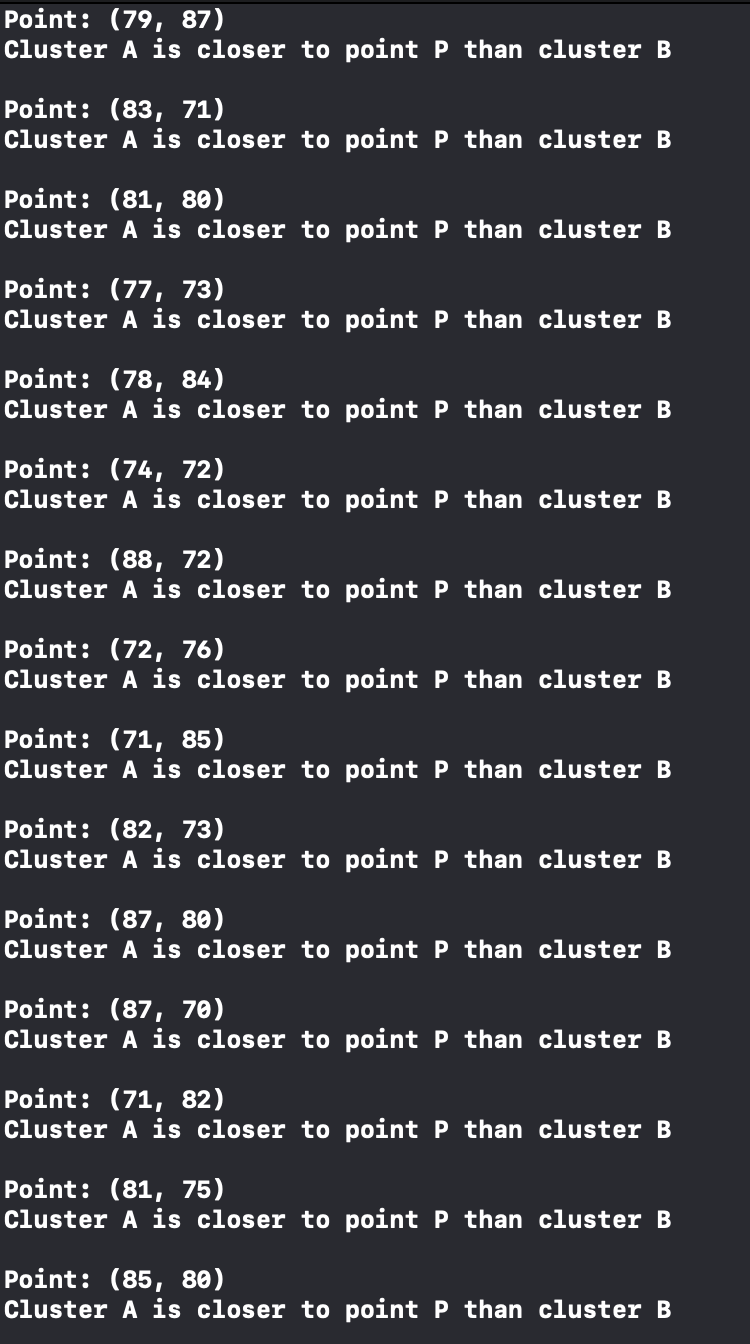 Point: (79, 87)
Cluster A is closer to point P than cluster B
Point: (83, 71)
Cluster A is closer to point P than cluster B
Point: (81, 80)
Cluster A is closer to point P than cluster B
Point: (77, 73)
Cluster A is closer to point P than cluster B
Point: (78, 84)
Cluster A is closer to point P than cluster B
Point: (74, 72)
Cluster A is closer to point P than cluster B
Point: (88, 72)
Cluster A is closer to point P than cluster B
Point: (72, 76)
Cluster A is closer to point P than cluster B
Point: (71, 85)
Cluster A is closer to point P than cluster B
Point: (82, 73)
Cluster A is closer to point P than cluster B
Point: (87, 80)
Cluster A is closer to point P than cluster B
Point: (87, 70)
Cluster A is closer to point P than cluster B
Point: (71, 82)
Cluster A is closer to point P than cluster B
Point: (81, 75)
Cluster A is closer to point P than cluster B
Point: (85, 80)
Cluster A is closer to point P than cluster B